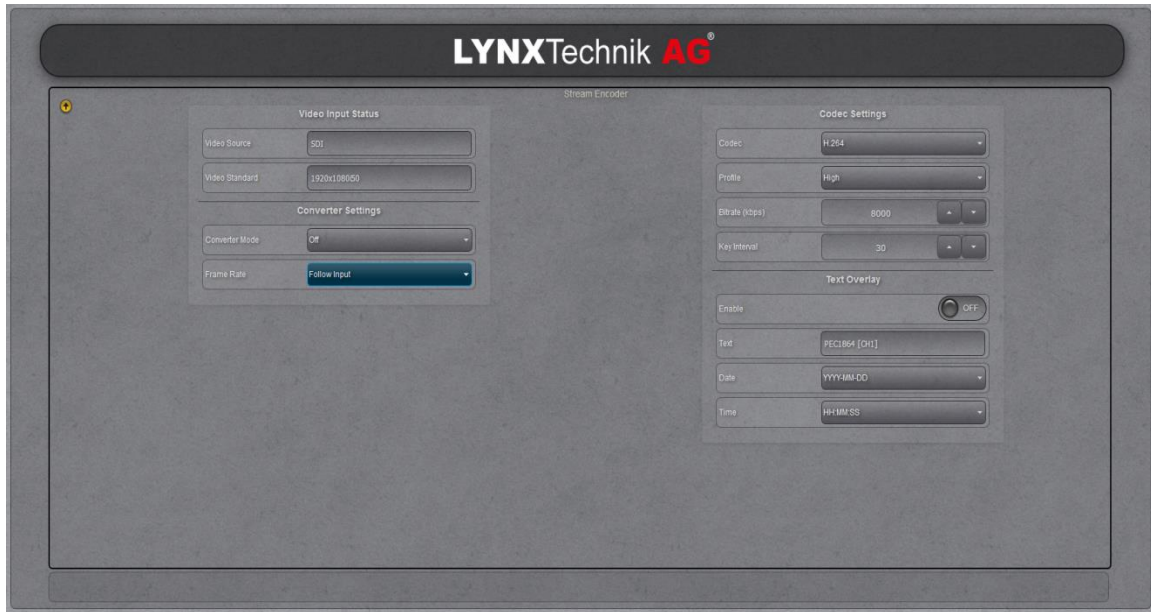 LYNXTechnik AG®
Stream Encoder
Video Input Status
Video Source SDI
Video Standard 1920x1080i50
Converter Settings
Converter Mode Off
Frame Rate Follow Input
Codec Settings
Codec H.264
Profile High
Bitrate (kbps) 8000
Key Interval 30
Text Overlay
Enable OFF
Text PEC1864 [CH1]
Date YYYY-MM-DD
Time HH:MM:SS